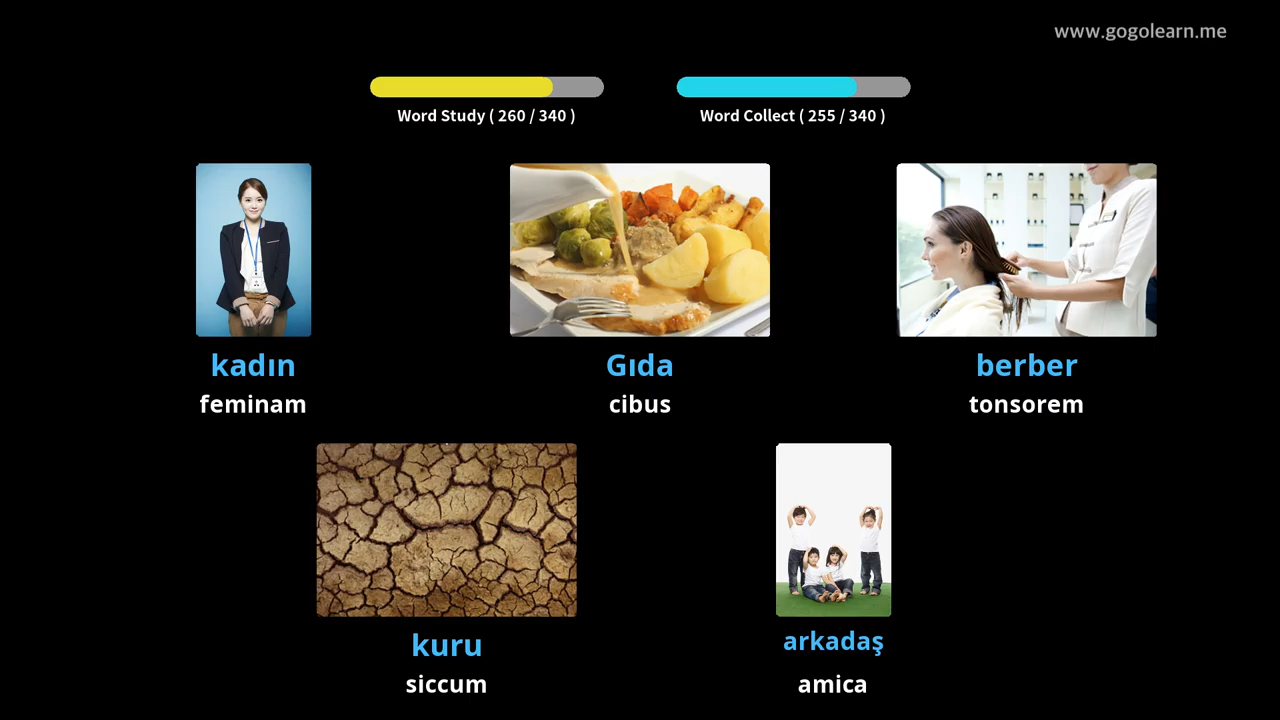 www.gogolearn.me
Word Study ( 260 / 340 )
Word Collect ( 255 / 340 )
kadın
feminam
Gıda
cibus
berber
tonsorem
kuru
siccum
arkadaş
amica